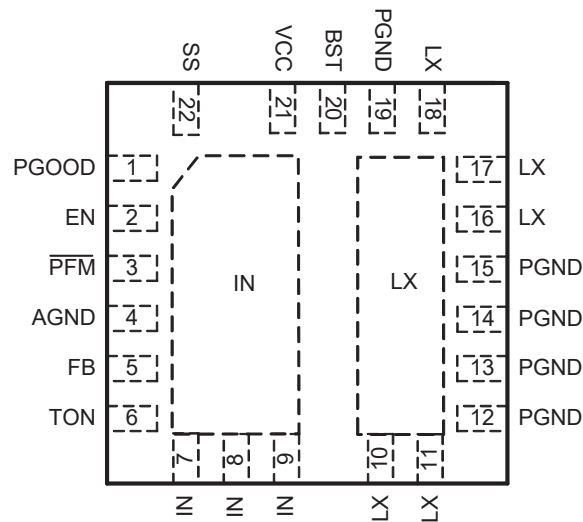 SS
VCC
BST
PGND
LX
22
21
20
19
18
PGOOD 1
EN 2
PFM 3
AGND 4
FB 5
TON 6
IN
LX
17 LX
16 LX
15 PGND
14 PGND
13 PGND
12 PGND
7
8
9
10
11
IN
IN
IN
LX
LX